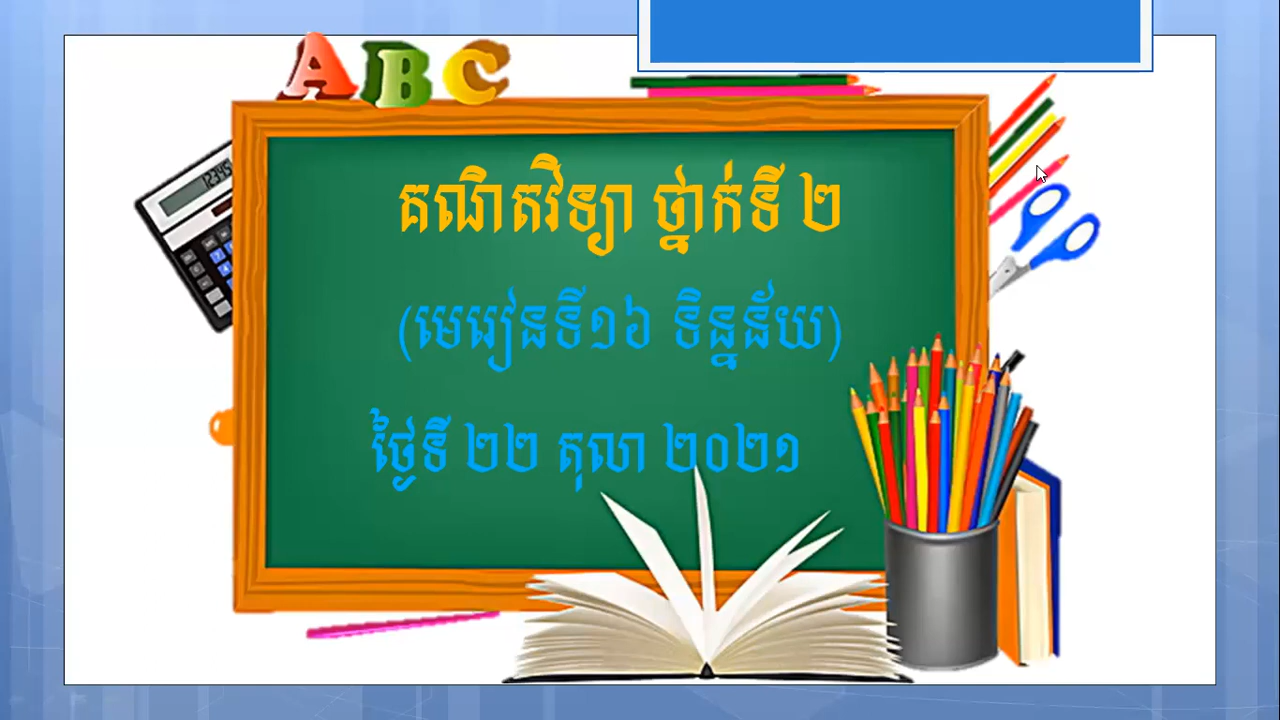 A B C
12345
គណិតវិទ្យា ថ្នាក់ទី ២
(មេរៀនទី១៦ ទិន្នន័យ)
ថ្ងៃទី ២២ តុលា ២០២១